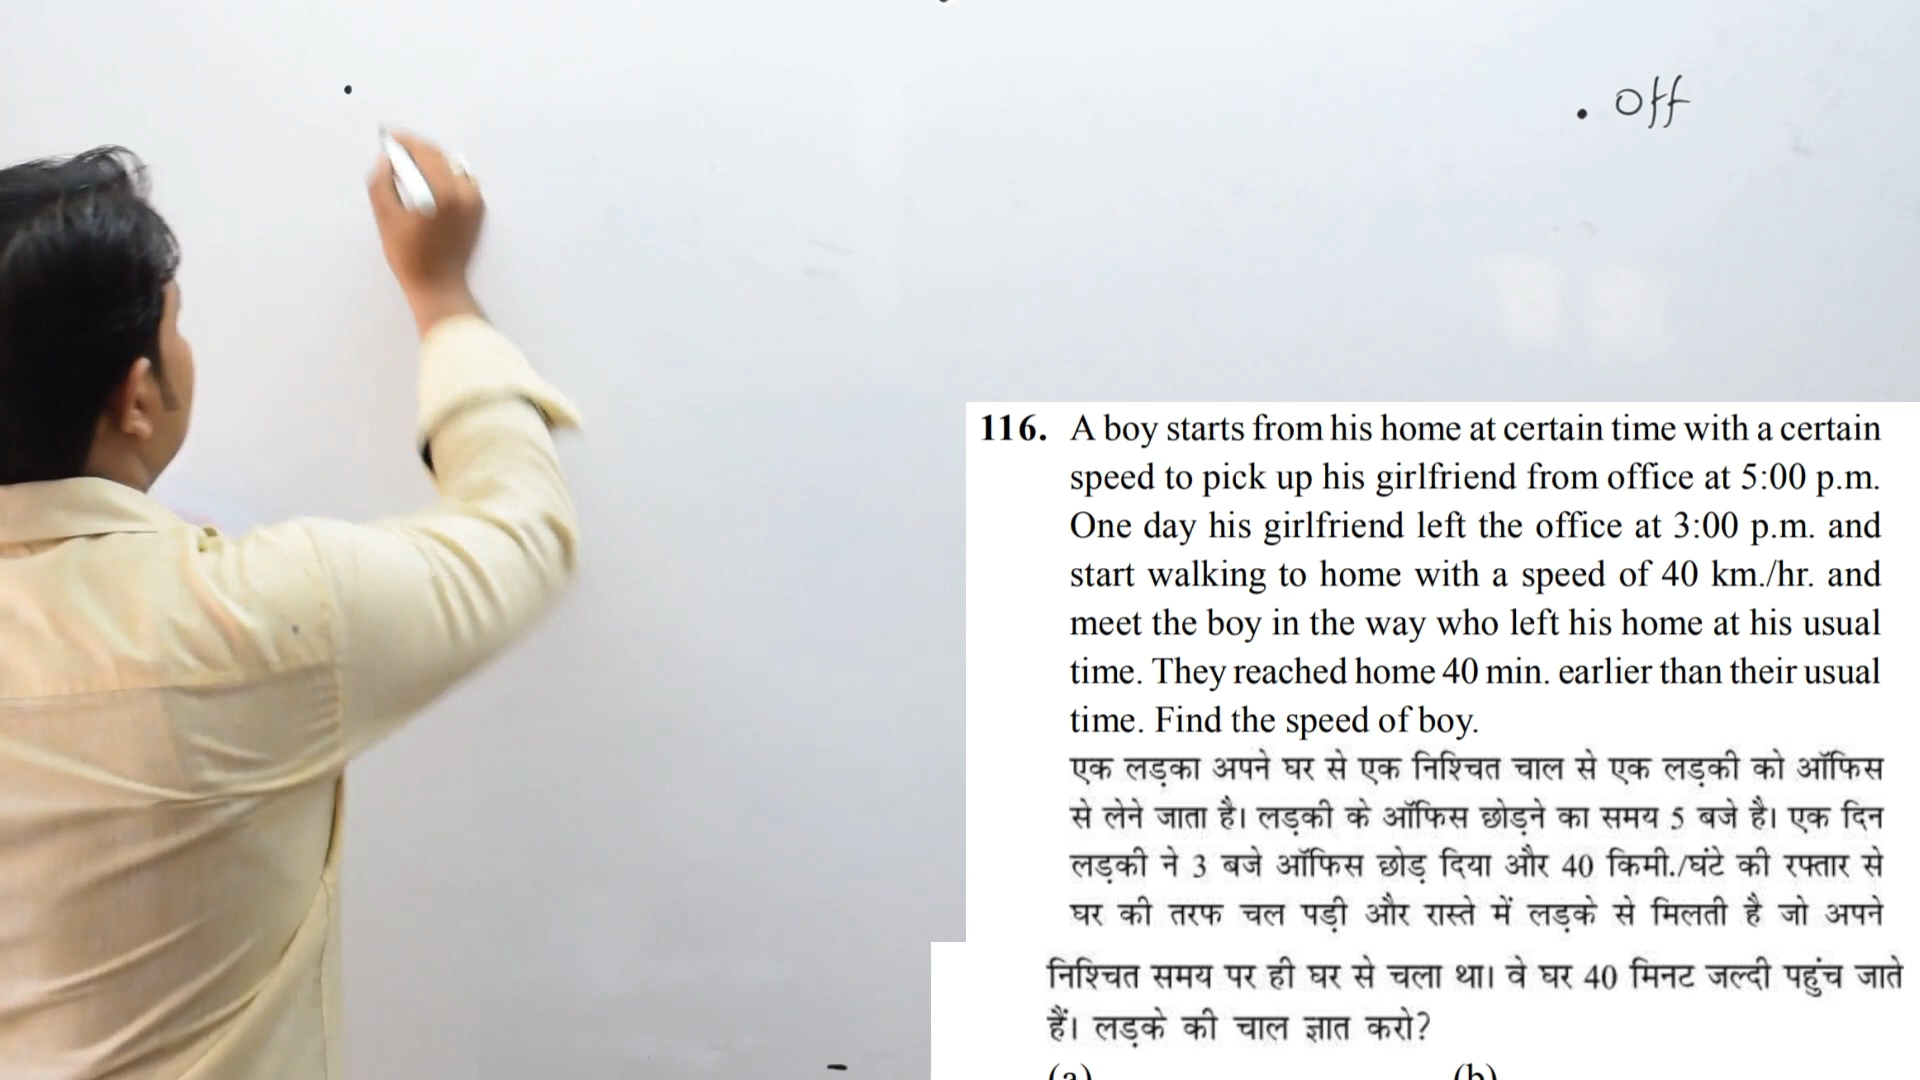 . off
116. A boy starts from his home at certain time with a certain
speed to pick up his girlfriend from office at 5:00 p.m.
One day his girlfriend left the office at 3:00 p.m. and
start walking to home with a speed of 40 km./hr. and
meet the boy in the way who left his home at his usual
time. They reached home 40 min. earlier than their usual
time. Find the speed of boy.
एक लड़का अपने घर से एक निश्चित चाल से एक लड़की को ऑफिस
से लेने जाता है। लड़की के ऑफिस छोड़ने का समय 5 बजे है। एक दिन
लड़की ने 3 बजे ऑफिस छोड़ दिया और 40 किमी./घंटे की रफ्तार से
घर की तरफ चल पड़ी और रास्ते में लड़के से मिलती है जो अपने
निश्चित समय पर ही घर से चला था। वे घर 40 मिनट जल्दी पहुंच जाते
हैं। लड़के की चाल ज्ञात करो?
(a) (b)